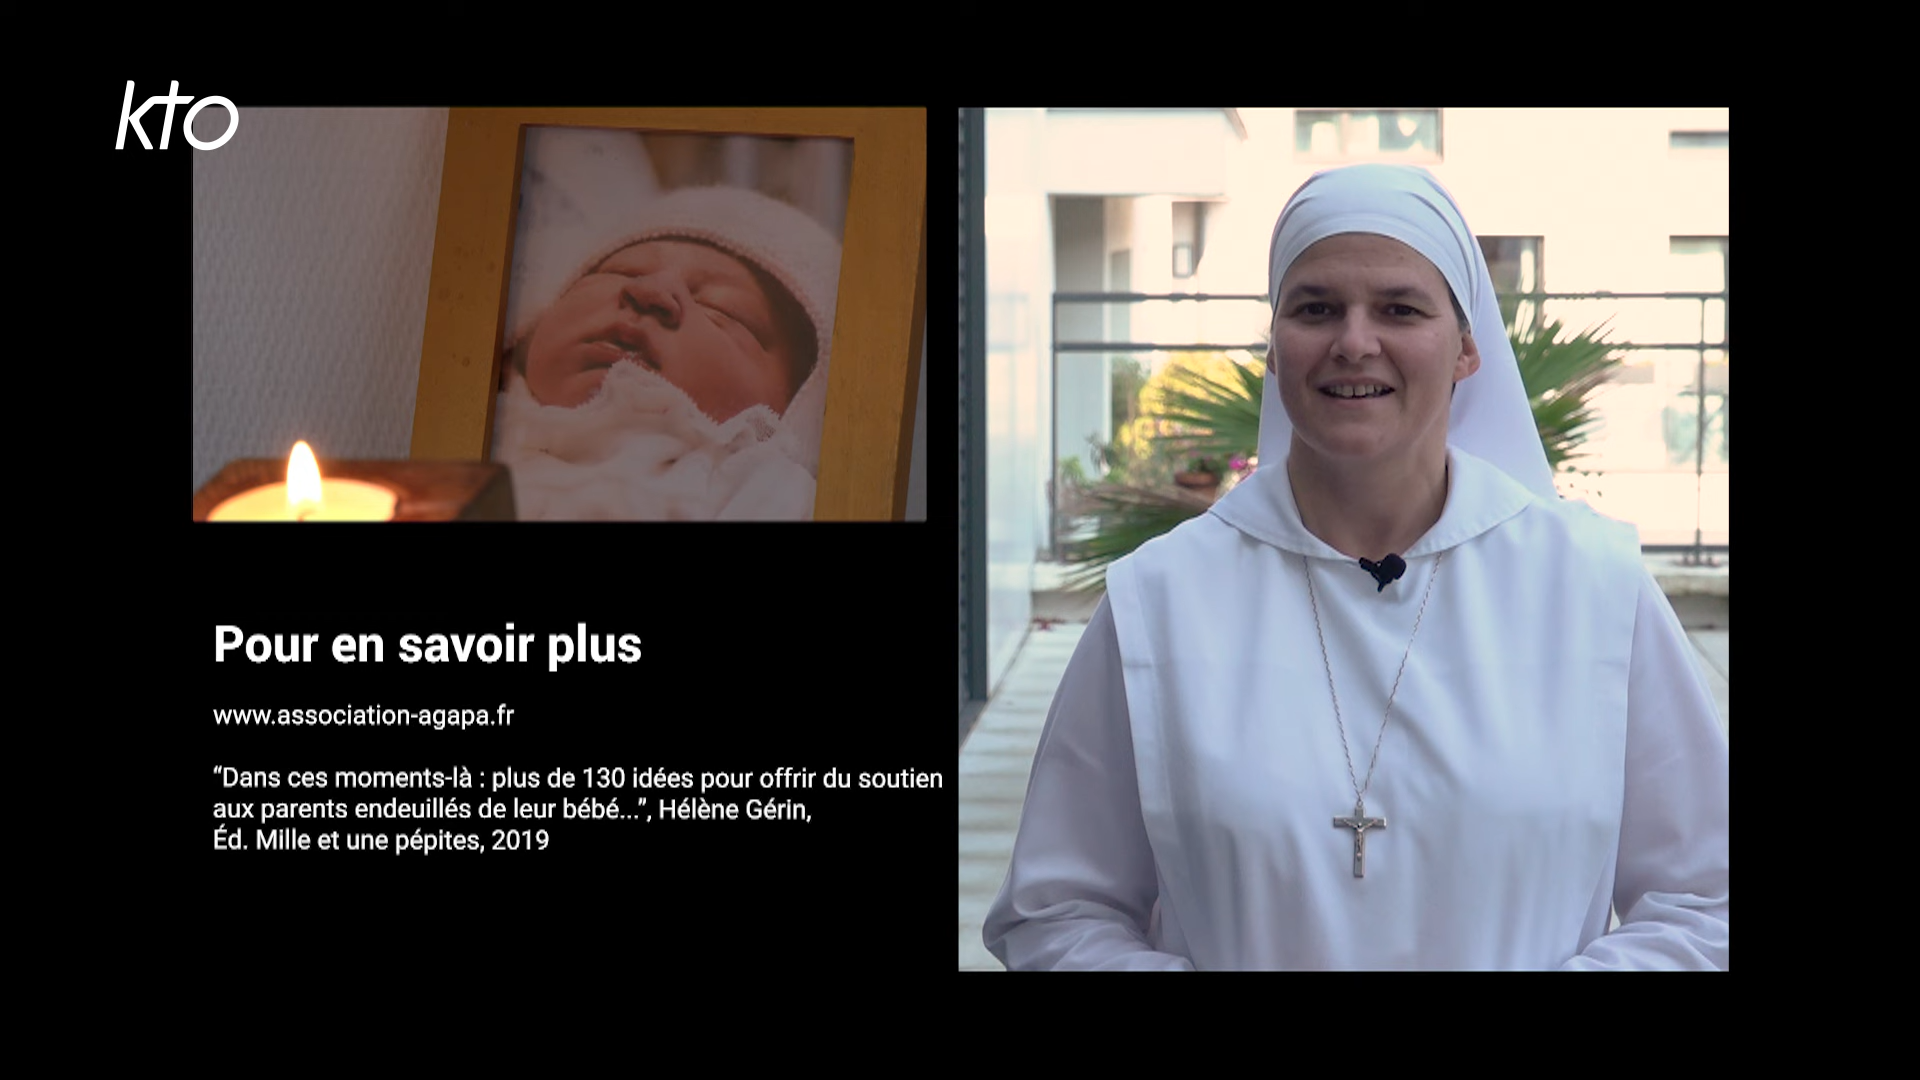 kto
Pour en savoir plus
www.association-agapa.fr
“Dans ces moments-là : plus de 130 idées pour offrir du soutien
aux parents endeuillés de leur bébé...”, Hélène Gérin,
Éd. Mille et une pépites, 2019